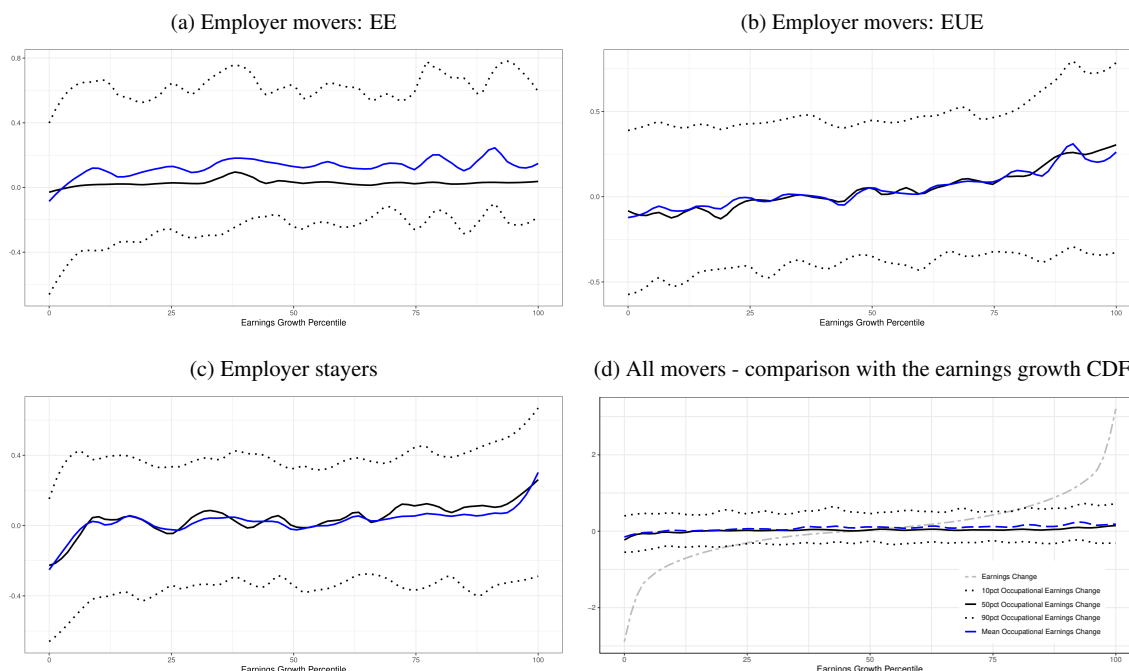 (a) Employer movers: EE
0.8
0.4
0.0
-0.4
0 25 50 75 100
Earnings Growth Percentile
(b) Employer movers: EUE
0.5
0.0
-0.5
0 25 50 75 100
Earnings Growth Percentile
(c) Employer stayers
0.4
0.0
-0.4
0 25 50 75 100
Earnings Growth Percentile
(d) All movers - comparison with the earnings growth CDF
2
0
-2
Earnings Change
10pct Occupational Earnings Change
50pct Occupational Earnings Change
90pct Occupational Earnings Change
Mean Occupational Earnings Change
0 25 50 75 100
Earnings Growth Percentile